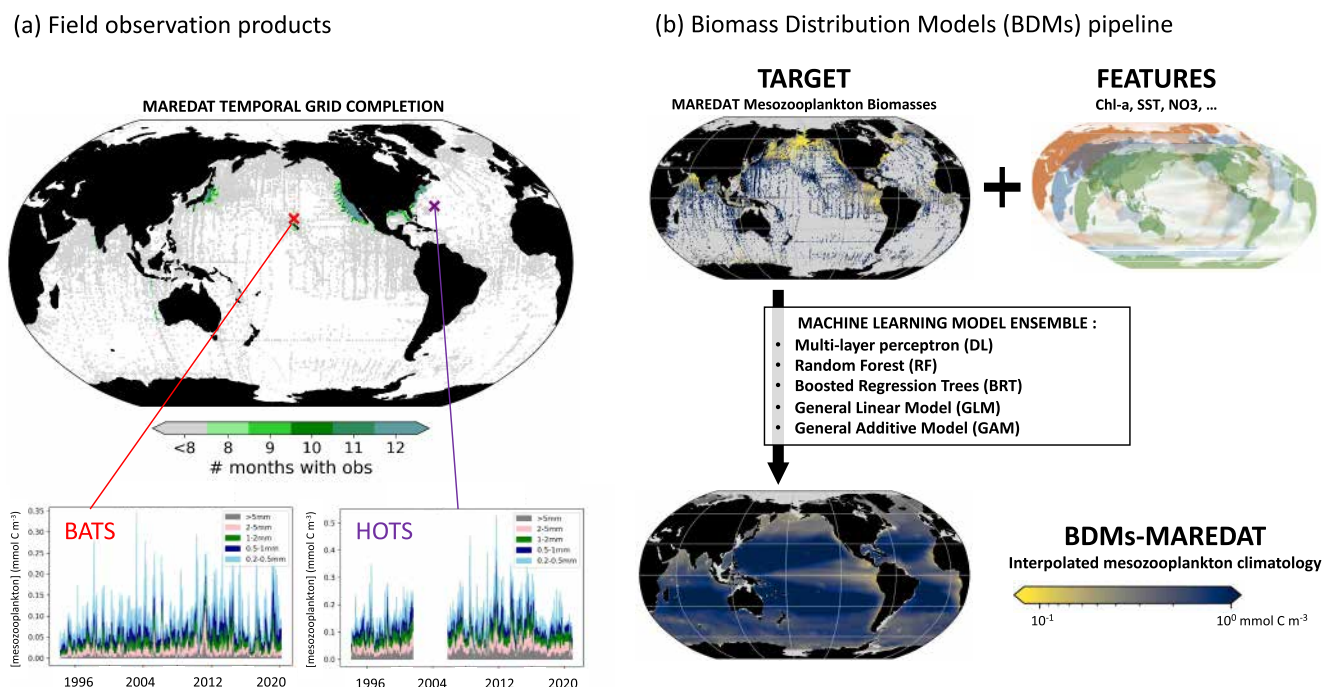 (a) Field observation products
MAREDAT TEMPORAL GRID COMPLETION
<8 8 9 10 11 12
# months with obs
[mesozooplankton] (mmol C m-3)
0.35
0.30
0.25
0.20
0.15
0.10
0.05
0.00
BATS
>5mm
2-5mm
1-2mm
0.5-1mm
0.2-0.5mm
1996 2004 2012 2020
[mesozooplankton] (mmol C m-3)
0.5
0.4
0.3
0.2
0.1
0.0
HOTS
>5mm
2-5mm
1-2mm
0.5-1mm
0.2-0.5mm
1996 2004 2012 2020
(b) Biomass Distribution Models (BDMs) pipeline
TARGET
MAREDAT Mesozooplankton Biomasses
+
FEATURES
Chl-a, SST, NO3, ...
MACHINE LEARNING MODEL ENSEMBLE :
• Multi-layer perceptron (DL)
• Random Forest (RF)
• Boosted Regression Trees (BRT)
• General Linear Model (GLM)
• General Additive Model (GAM)
BDMs-MAREDAT
Interpolated mesozooplankton climatology
10-1 100 mmol C m-3